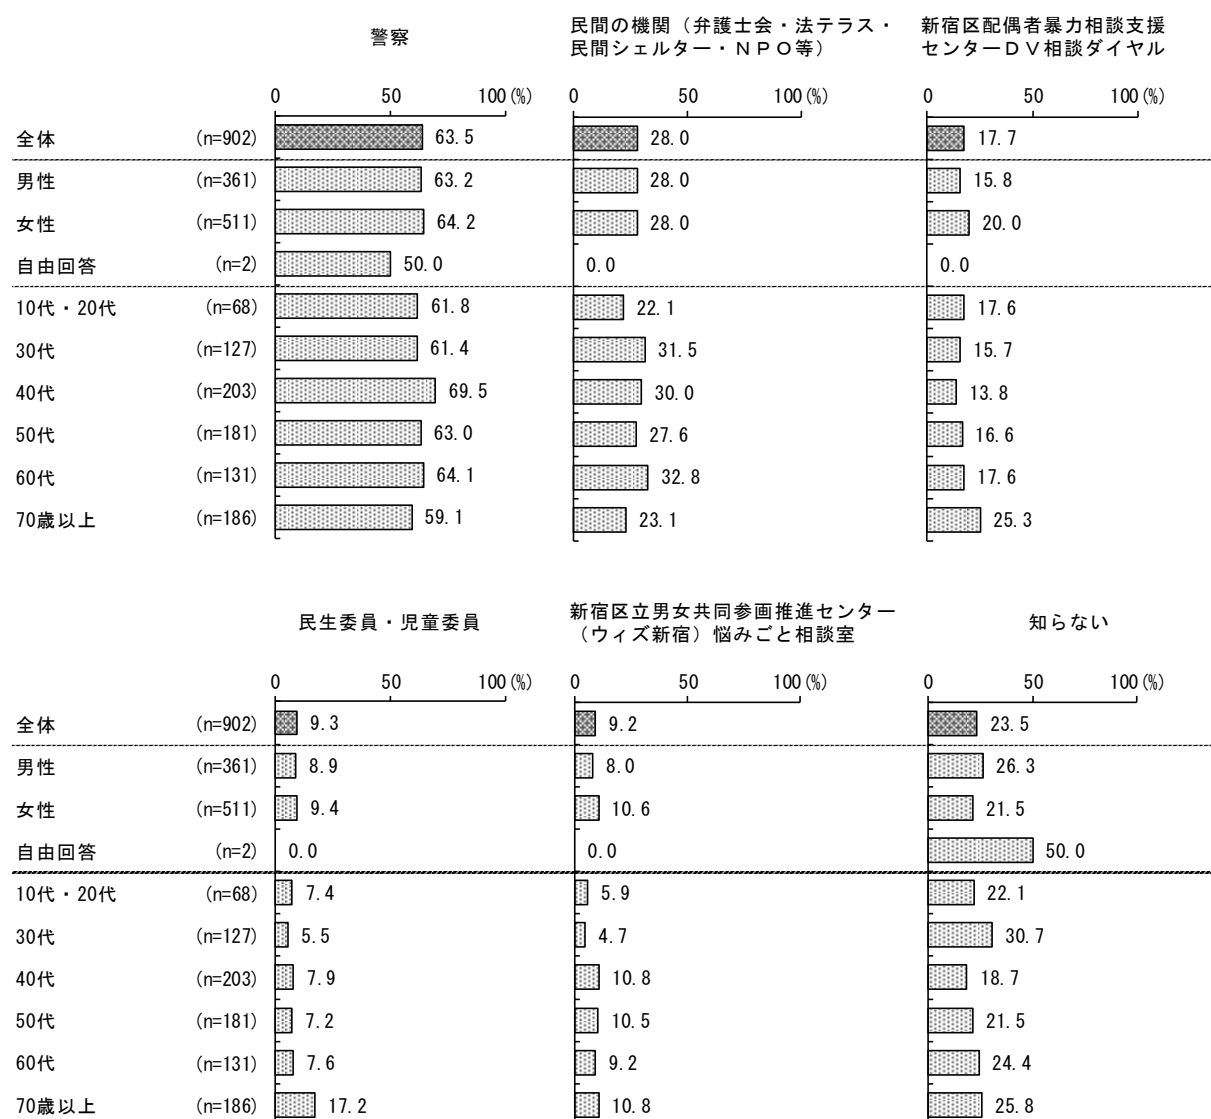 警察
民間の機関（弁護士会・法テラス・
民間シェルター・ＮＰＯ等）
新宿区配偶者暴力相談支援
センターＤＶ相談ダイヤル
0 50 100(%) 0 50 100(%) 0 50 100(%)
全体 (n=902) 63.5 28.0 17.7
男性 (n=361) 63.2 28.0 15.8
女性 (n=511) 64.2 28.0 20.0
自由回答 (n=2) 50.0 0.0 0.0
10代・20代 (n=68) 61.8 22.1 17.6
30代 (n=127) 61.4 31.5 15.7
40代 (n=203) 69.5 30.0 13.8
50代 (n=181) 63.0 27.6 16.6
60代 (n=131) 64.1 32.8 17.6
70歳以上 (n=186) 59.1 23.1 25.3
民生委員・児童委員
新宿区立男女共同参画推進センター
（ウィズ新宿）悩みごと相談室
知らない
0 50 100(%) 0 50 100(%) 0 50 100(%)
全体 (n=902) 9.3 9.2 23.5
男性 (n=361) 8.9 8.0 26.3
女性 (n=511) 9.4 10.6 21.5
自由回答 (n=2) 0.0 0.0 50.0
10代・20代 (n=68) 7.4 5.9 22.1
30代 (n=127) 5.5 4.7 30.7
40代 (n=203) 7.9 10.8 18.7
50代 (n=181) 7.2 10.5 21.5
60代 (n=131) 7.6 9.2 24.4
70歳以上 (n=186) 17.2 10.8 25.8